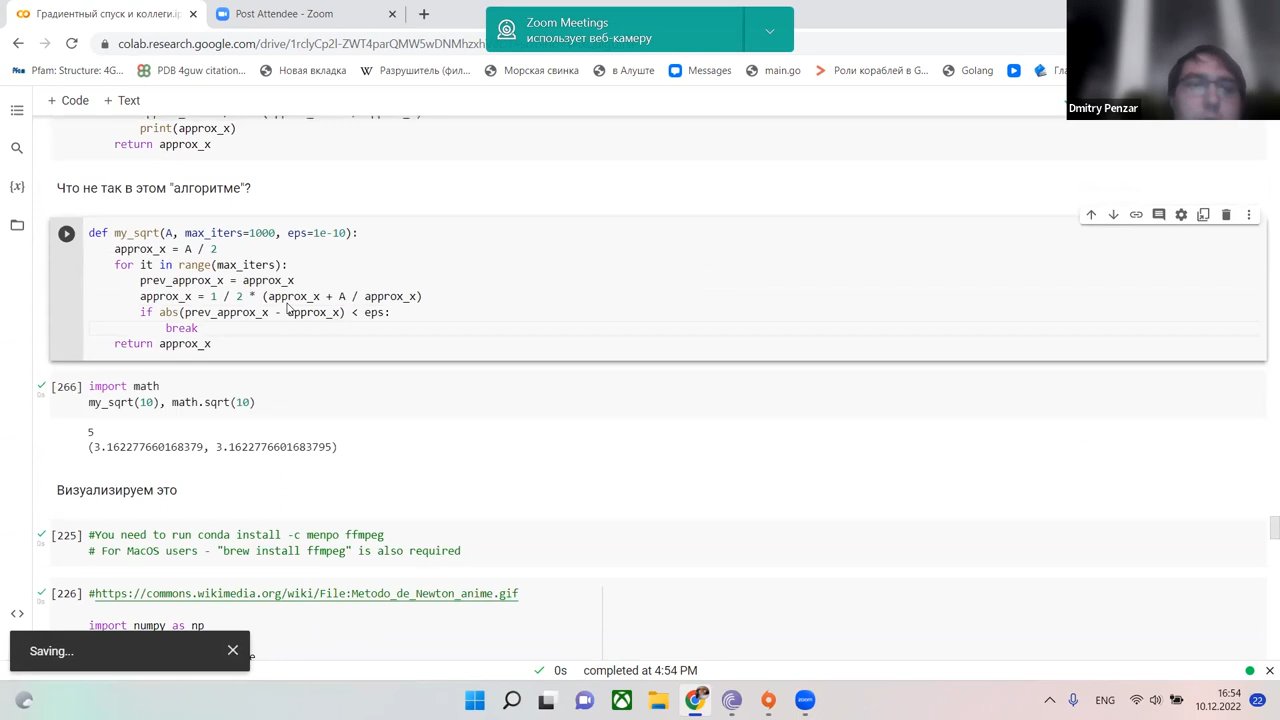 Градиентный спуск и коллеги.i
Post Attendee - Zoom
Zoom Meetings
использует веб-камеру
colab.research.google.com/drive/1rclyCp2l-ZWT4parQMW5wDNMhzxh
Pfam: Structure: 4G...
PDB 4guw citation...
Новая вкладка
Разрушитель (фил...
Морская свинка
в Алуште
Messages
main.go
Роли кораблей в G...
Golang
Dmitry Penzar
+ Code + Text
print(approx_x)
return approx_x
Что не так в этом "алгоритме"?
def my_sqrt(A, max_iters=1000, eps=1e-10):
approx_x = A / 2
for it in range(max_iters):
prev_approx_x = approx_x
approx_x = 1 / 2 * (approx_x + A / approx_x)
if abs(prev_approx_x - approx_x) < eps:
break
return approx_x
[266] import math
0s
my_sqrt(10), math.sqrt(10)
5
(3.162277660168379, 3.1622776601683795)
Визуализируем это
[225] #You need to run conda install -c menpo ffmpeg
0s
# For MacOS users - "brew install ffmpeg" is also required
[226] #https://commons.wikimedia.org/wiki/File:Metodo_de_Newton_anime.gif
0s
import numpy as np
Saving...
0s completed at 4:54 PM
ENG
16:54
10.12.2022
22